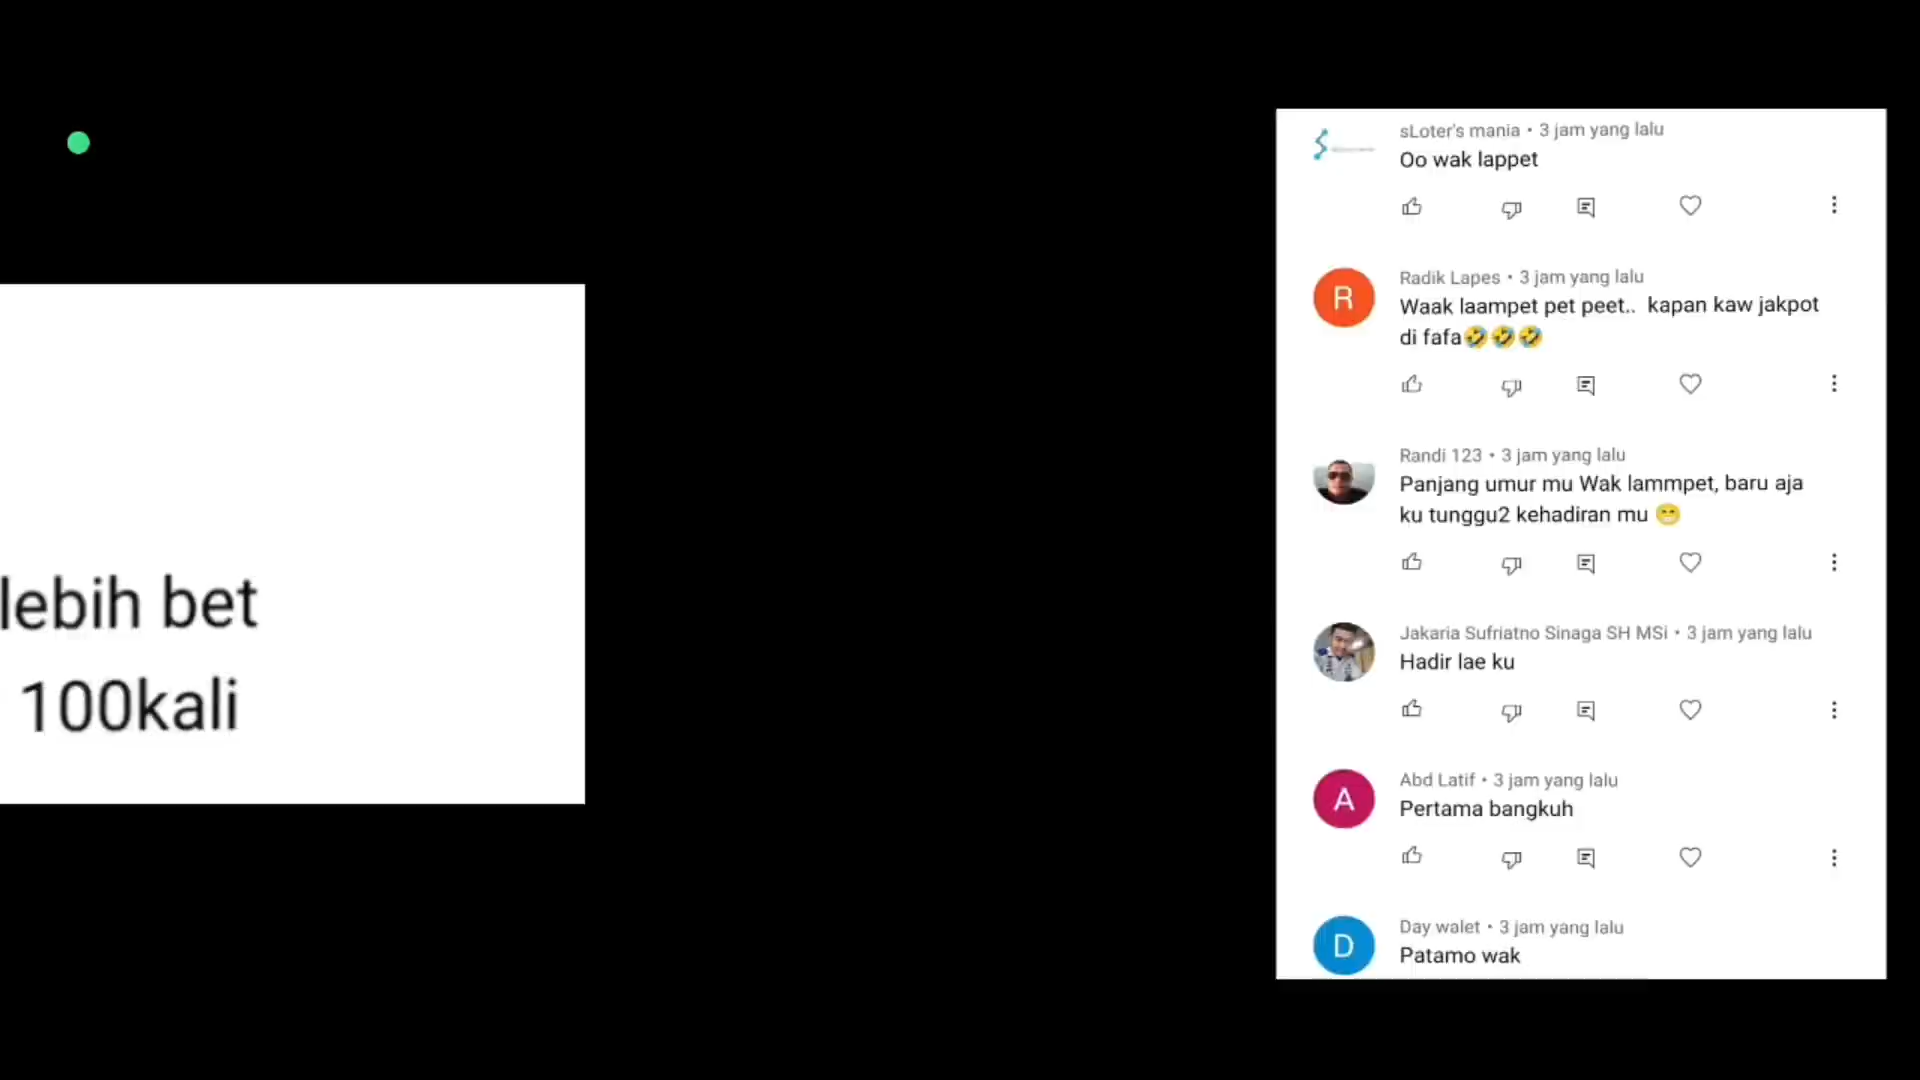 lebih bet
100kali
sLoter's mania • 3 jam yang lalu
Oo wak lappet
R
Radik Lapes • 3 jam yang lalu
Waak laampet pet peet.. kapan kaw jakpot
di fafa🤣🤣🤣
Randi 123 • 3 jam yang lalu
Panjang umur mu Wak lammpet, baru aja
ku tunggu2 kehadiran mu 😁
Jakaria Sufriatno Sinaga SH MSi • 3 jam yang lalu
Hadir lae ku
A
Abd Latif • 3 jam yang lalu
Pertama bangkuh
D
Day walet • 3 jam yang lalu
Patamo wak